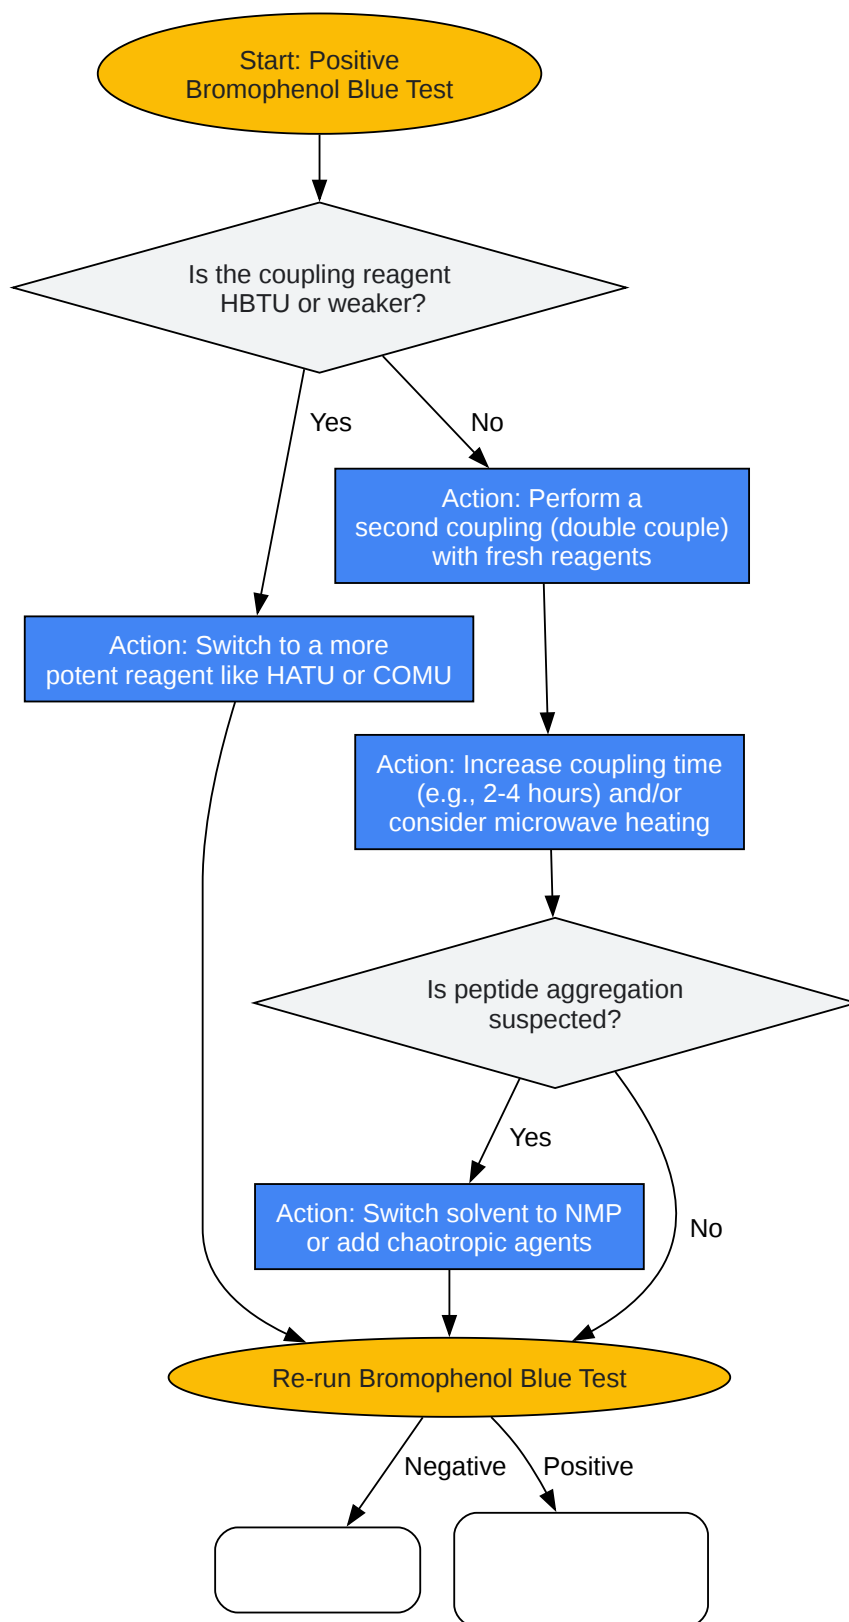 Start: Positive
Bromophenol Blue Test
Is the coupling reagent
HBTU or weaker?
Yes
No
Action: Perform a
second coupling (double couple)
with fresh reagents
Action: Switch to a more
potent reagent like HATU or COMU
Action: Increase coupling time
(e.g., 2-4 hours) and/or
consider microwave heating
Is peptide aggregation
suspected?
Yes
Action: Switch solvent to NMP
or add chaotropic agents
No
Re-run Bromophenol Blue Test
Negative
Positive